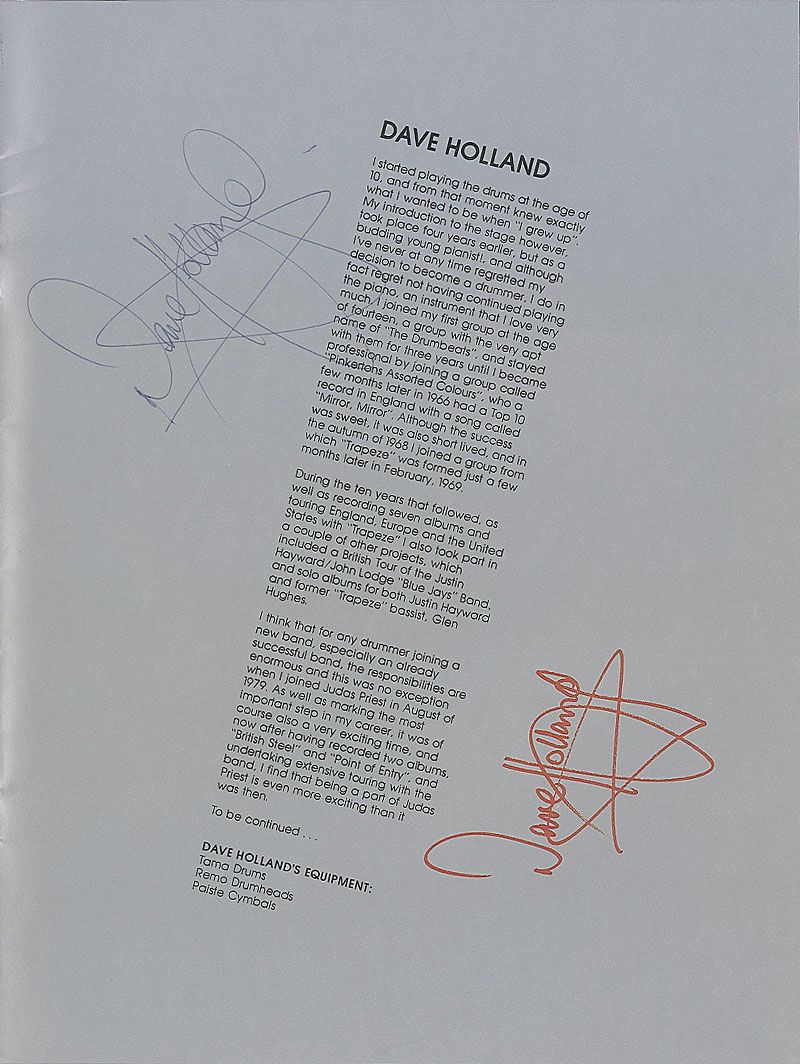 DAVE HOLLAND
I started playing the drums at the age of
10, and from that moment knew exactly
what I wanted to be when "I grew up".
My introduction to the stage however,
took place four years earlier, but as a
budding young pianist!, and although
I've never at any time regretted my
decision to become a drummer, I do in
fact regret not having continued playing
the piano, an instrument that I love very
much, I joined my first group at the age
of fourteen, a group with the very apt
name of "The Drumbeats", and stayed
with them for three years until I became
professional by joining a group called
"Pinkertons Assorted Colours", who a
few months later in 1966 had a Top 10
record in England with a song called
"Mirror, Mirror". Although the success
was sweet, it was also short lived, and in
the autumn of 1968 I joined a group from
which "Trapeze" was formed just a few
months later in February, 1969.
During the ten years that followed, as
well as recording seven albums and
touring England, Europe and the United
States with "Trapeze" I also took part in
a couple of other projects, which
included a British Tour of the Justin
Hayward/John Lodge "Blue Jays" Band,
and solo albums for both Justin Hayward
and former "Trapeze" bassist, Glen
Hughes.
I think that for any drummer joining a
new band, especially an already
successful band, the responsibilities are
enormous and this was no exception
when I joined Judas Priest in August of
1979. As well as marking the most
important step in my career, it was of
course also a very exciting time, and
now after having recorded two albums,
"British Steel" and "Point of Entry", and
undertaking extensive touring with the
band, I find that being a part of Judas
Priest is even more exciting than it
was then.
To be continued . . .
DAVE HOLLAND'S EQUIPMENT:
Tama Drums
Remo Drumheads
Paiste Cymbals
Dave Holland
Dave Holland